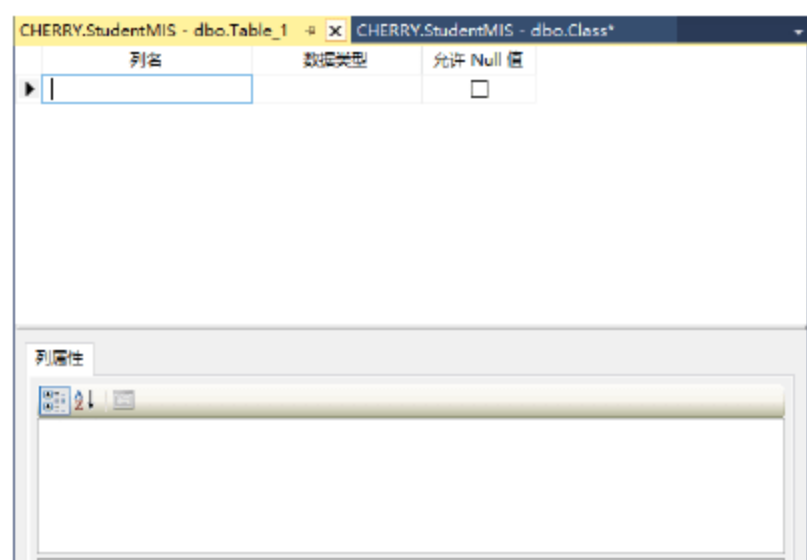 CHERRY.StudentMIS - dbo.Table_1 CHERRY.StudentMIS - dbo.Class*
列名 数据类型 允许 Null 值
列属性